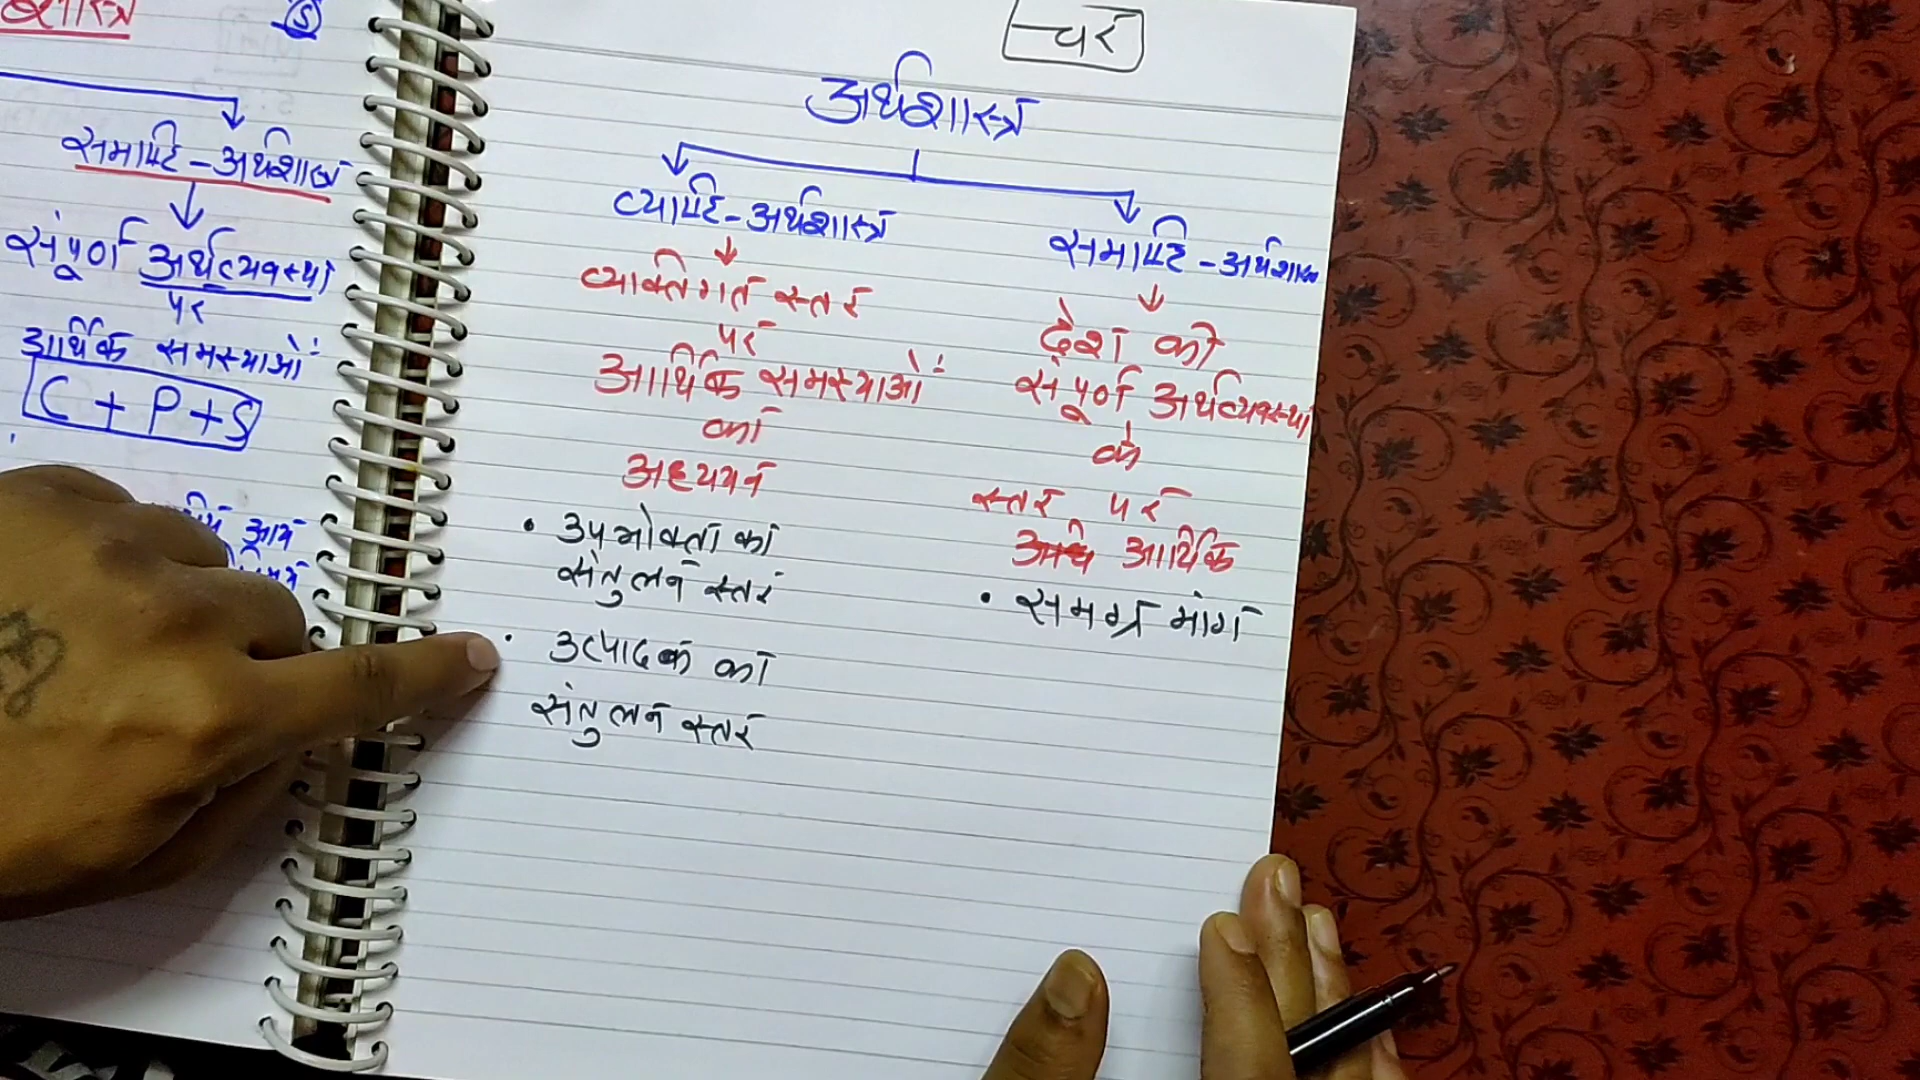 शास्त्र
5
समष्टि-अर्थशास्त्र
संपूर्ण अर्थव्यवस्था
पर
आर्थिक समस्याओं
C + P + S
आय
चर
अर्थशास्त्र
व्यष्टि-अर्थशास्त्र
व्यक्तिगत स्तर
पर
आर्थिक समस्याओं
का
अध्ययन
• उपभोक्ता का
संतुलन स्तर
• उत्पादक का
संतुलन स्तर
समष्टि-अर्थशास्त्र
देश की
संपूर्ण अर्थव्यवस्था
के
स्तर पर
आर्थिक
• समग्र मांग